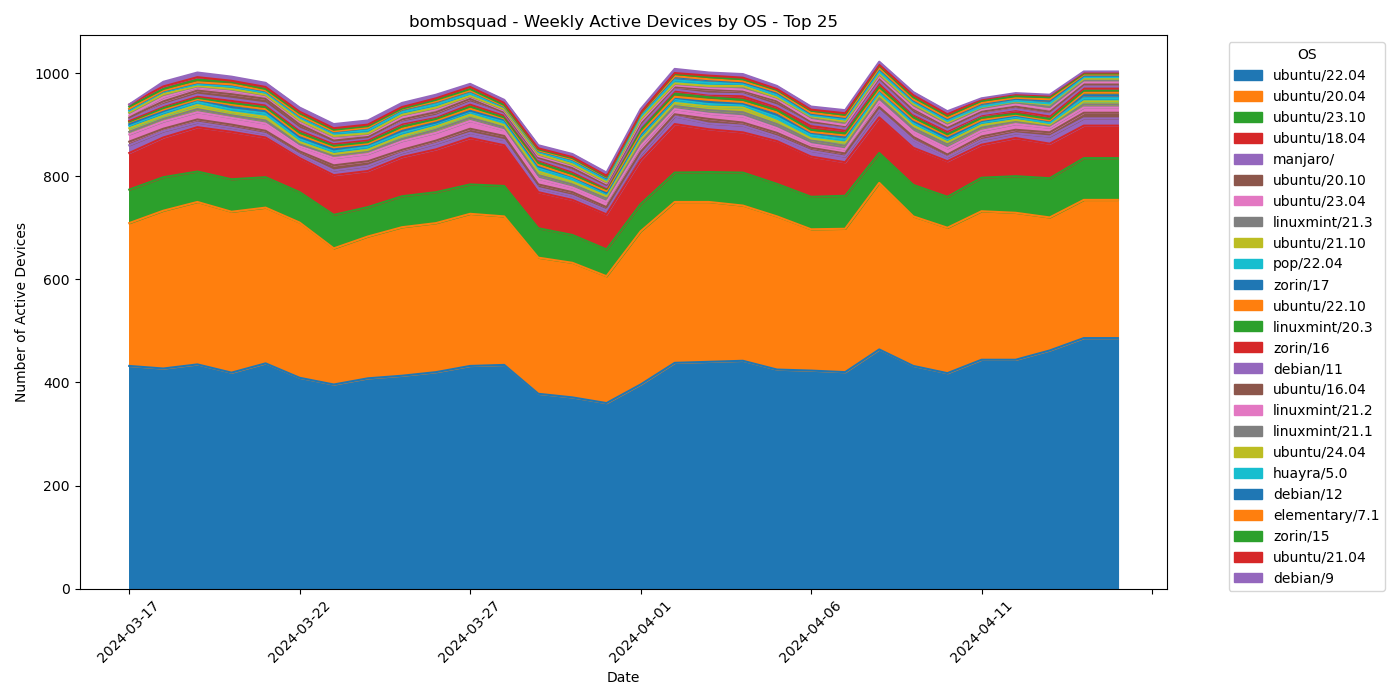 bombsquad - Weekly Active Devices by OS - Top 25
Number of Active Devices
1000
800
600
400
200
0
2024-03-17
2024-03-22
2024-03-27
2024-04-01
2024-04-06
2024-04-11
Date
OS
ubuntu/22.04
ubuntu/20.04
ubuntu/23.10
ubuntu/18.04
manjaro/
ubuntu/20.10
ubuntu/23.04
linuxmint/21.3
ubuntu/21.10
pop/22.04
zorin/17
ubuntu/22.10
linuxmint/20.3
zorin/16
debian/11
ubuntu/16.04
linuxmint/21.2
linuxmint/21.1
ubuntu/24.04
huayra/5.0
debian/12
elementary/7.1
zorin/15
ubuntu/21.04
debian/9